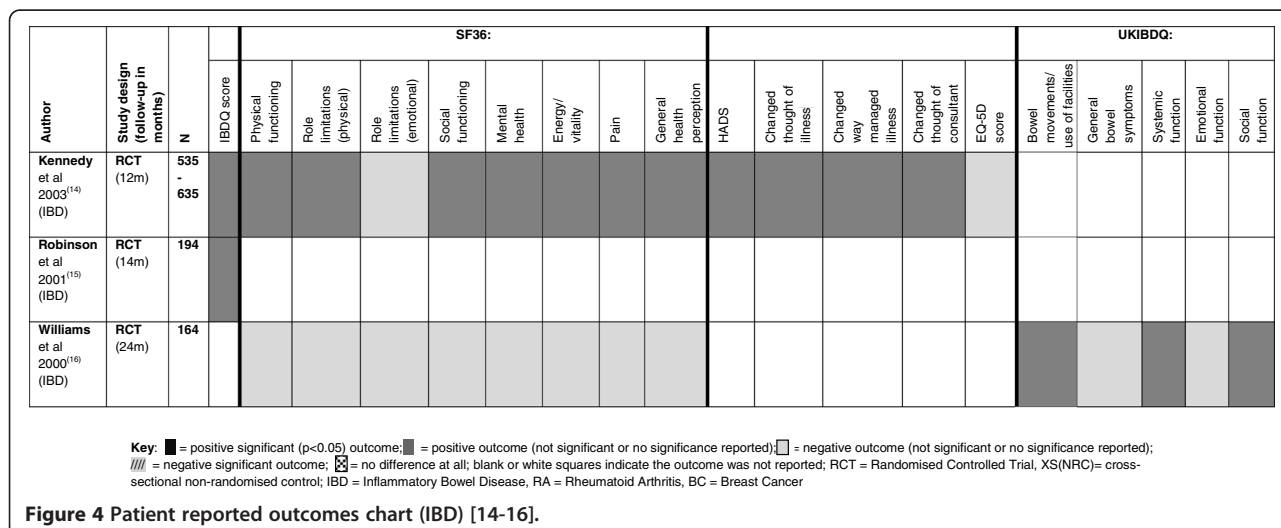 SF36:
UKIBDQ:
Author
Study design
(rollow-up in
months)
N
IBDQ score
Physical
functioning
Role
limitations
(physical)
Role
limitations
(emotional)
Social
functioning
Mental
health
Energy/
vitality
Pain
General
health
perception
HADS
Changed
thought of
illness
Changed
way
managed
illness
Changed
thought of
consultant
EQ-5D
score
Bowel
movements/
use of facilities
General
bowel
symptoms
Systemic
function
Emotional
function
Social
function
Kennedy
et al
2003(14)
(IBD)
RCT
(12m)
535
-
635
Robinson
et al
2001(15)
(IBD)
RCT
(14m)
194
Williams
et al
2000(16)
(IBD)
RCT
(24m)
164
Key: = positive significant (p<0.05) outcome; = positive outcome (not significant or no significance reported); = negative outcome (not significant or no significance reported);
//// = negative significant outcome; = no difference at all; blank or white squares indicate the outcome was not reported; RCT = Randomised Controlled Trial, XS(NRC)= cross-
sectional non-randomised control; IBD = Inflammatory Bowel Disease, RA = Rheumatoid Arthritis, BC = Breast Cancer
Figure 4 Patient reported outcomes chart (IBD) [14-16].